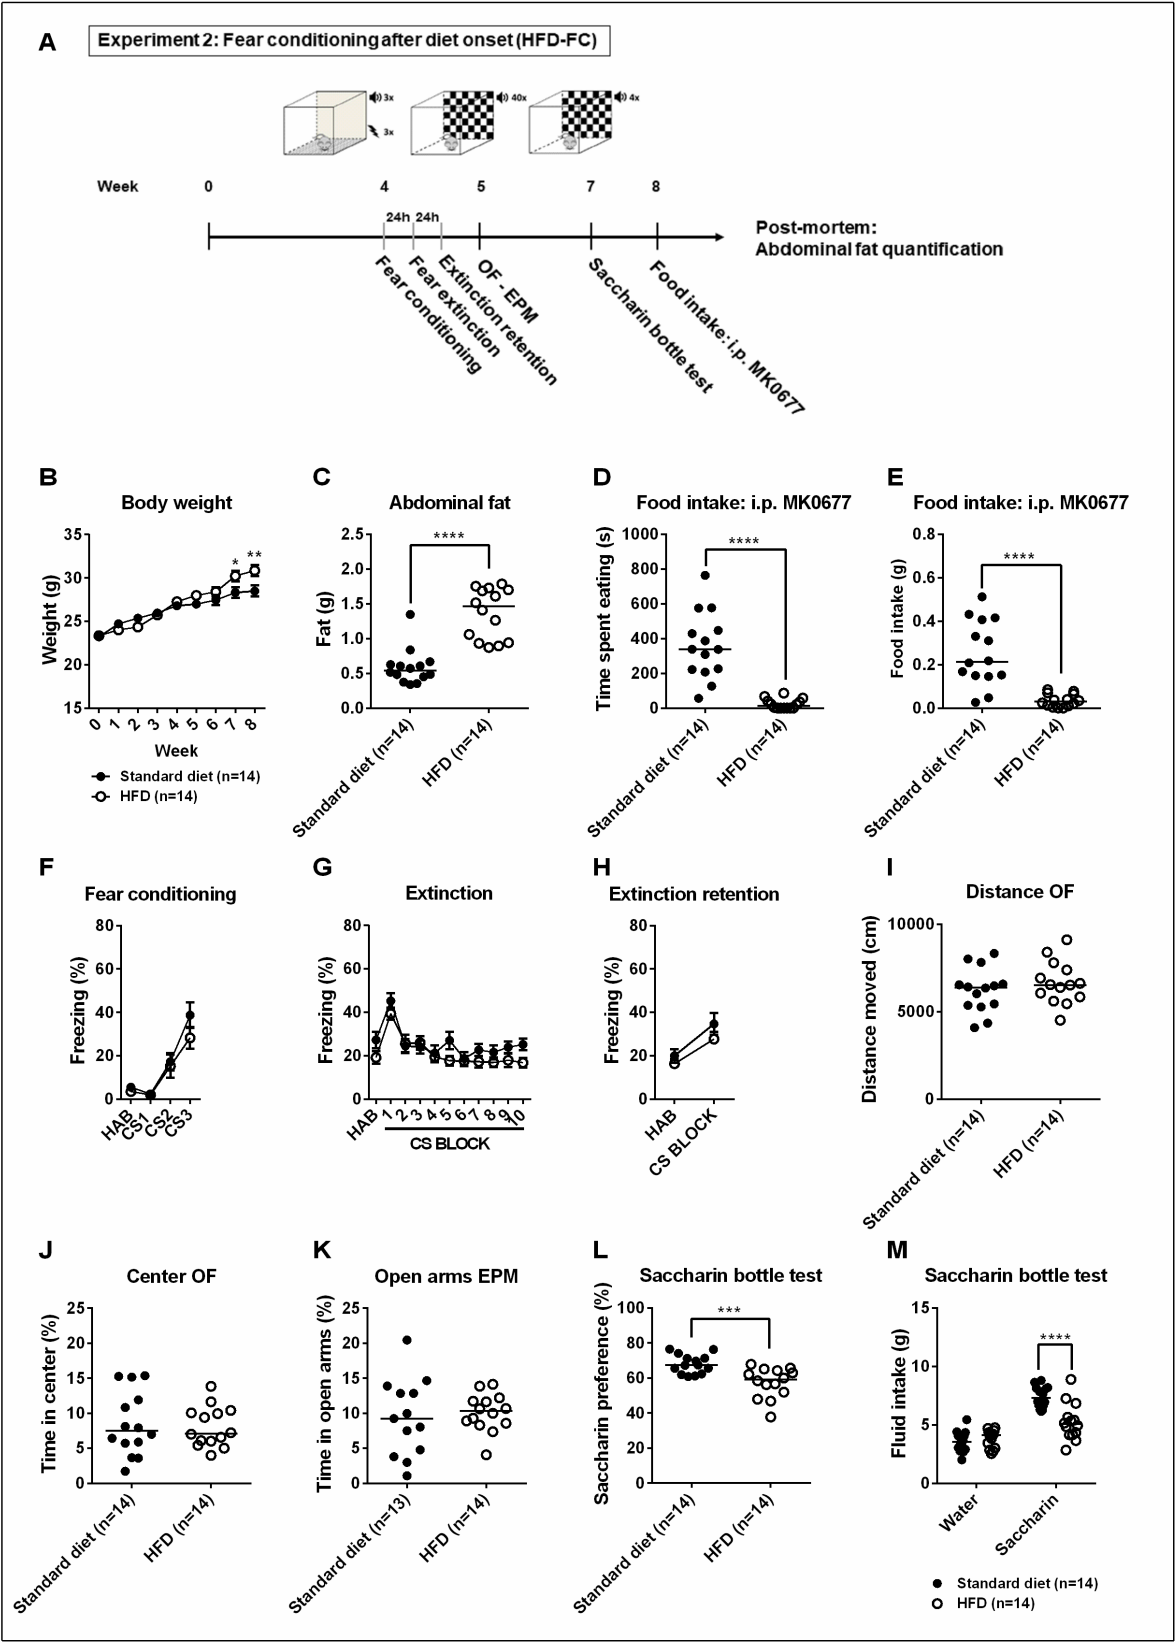 A
Experiment 2: Fear conditioning after diet onset (HFD-FC)
3x
3x
40x
4x
Week
0
4
5
7
8
24h
24h
Fear conditioning
Fear extinction
Extinction retention
OF - EPM
Saccharin bottle test
Food intake: i.p. MK0677
Post-mortem:
Abdominal fat quantification
B
Body weight
Weight (g)
35
30
25
20
15
*
**
0 1 2 3 4 5 6 7 8
Week
Standard diet (n=14)
HFD (n=14)
C
Abdominal fat
Fat (g)
2.5
2.0
1.5
1.0
0.5
0.0
****
Standard diet (n=14)
HFD (n=14)
D
Food intake: i.p. MK0677
Time spent eating (s)
1000
800
600
400
200
0
****
Standard diet (n=14)
HFD (n=14)
E
Food intake: i.p. MK0677
Food intake (g)
0.8
0.6
0.4
0.2
0.0
****
Standard diet (n=14)
HFD (n=14)
F
Fear conditioning
Freezing (%)
80
60
40
20
0
HAB
CS1
CS2
CS3
G
Extinction
Freezing (%)
80
60
40
20
0
HAB
1 2 3 4 5 6 7 8 9 10
CS BLOCK
H
Extinction retention
Freezing (%)
80
60
40
20
0
HAB
CS BLOCK
I
Distance OF
Distance moved (cm)
10000
5000
0
Standard diet (n=14)
HFD (n=14)
J
Center OF
Time in center (%)
25
20
15
10
5
0
Standard diet (n=14)
HFD (n=14)
K
Open arms EPM
Time in open arms (%)
25
20
15
10
5
0
Standard diet (n=13)
HFD (n=14)
L
Saccharin bottle test
Saccharin preference (%)
100
80
60
40
20
0
***
Standard diet (n=14)
HFD (n=14)
M
Saccharin bottle test
Fluid intake (g)
15
10
5
0
****
Water
Saccharin
Standard diet (n=14)
HFD (n=14)